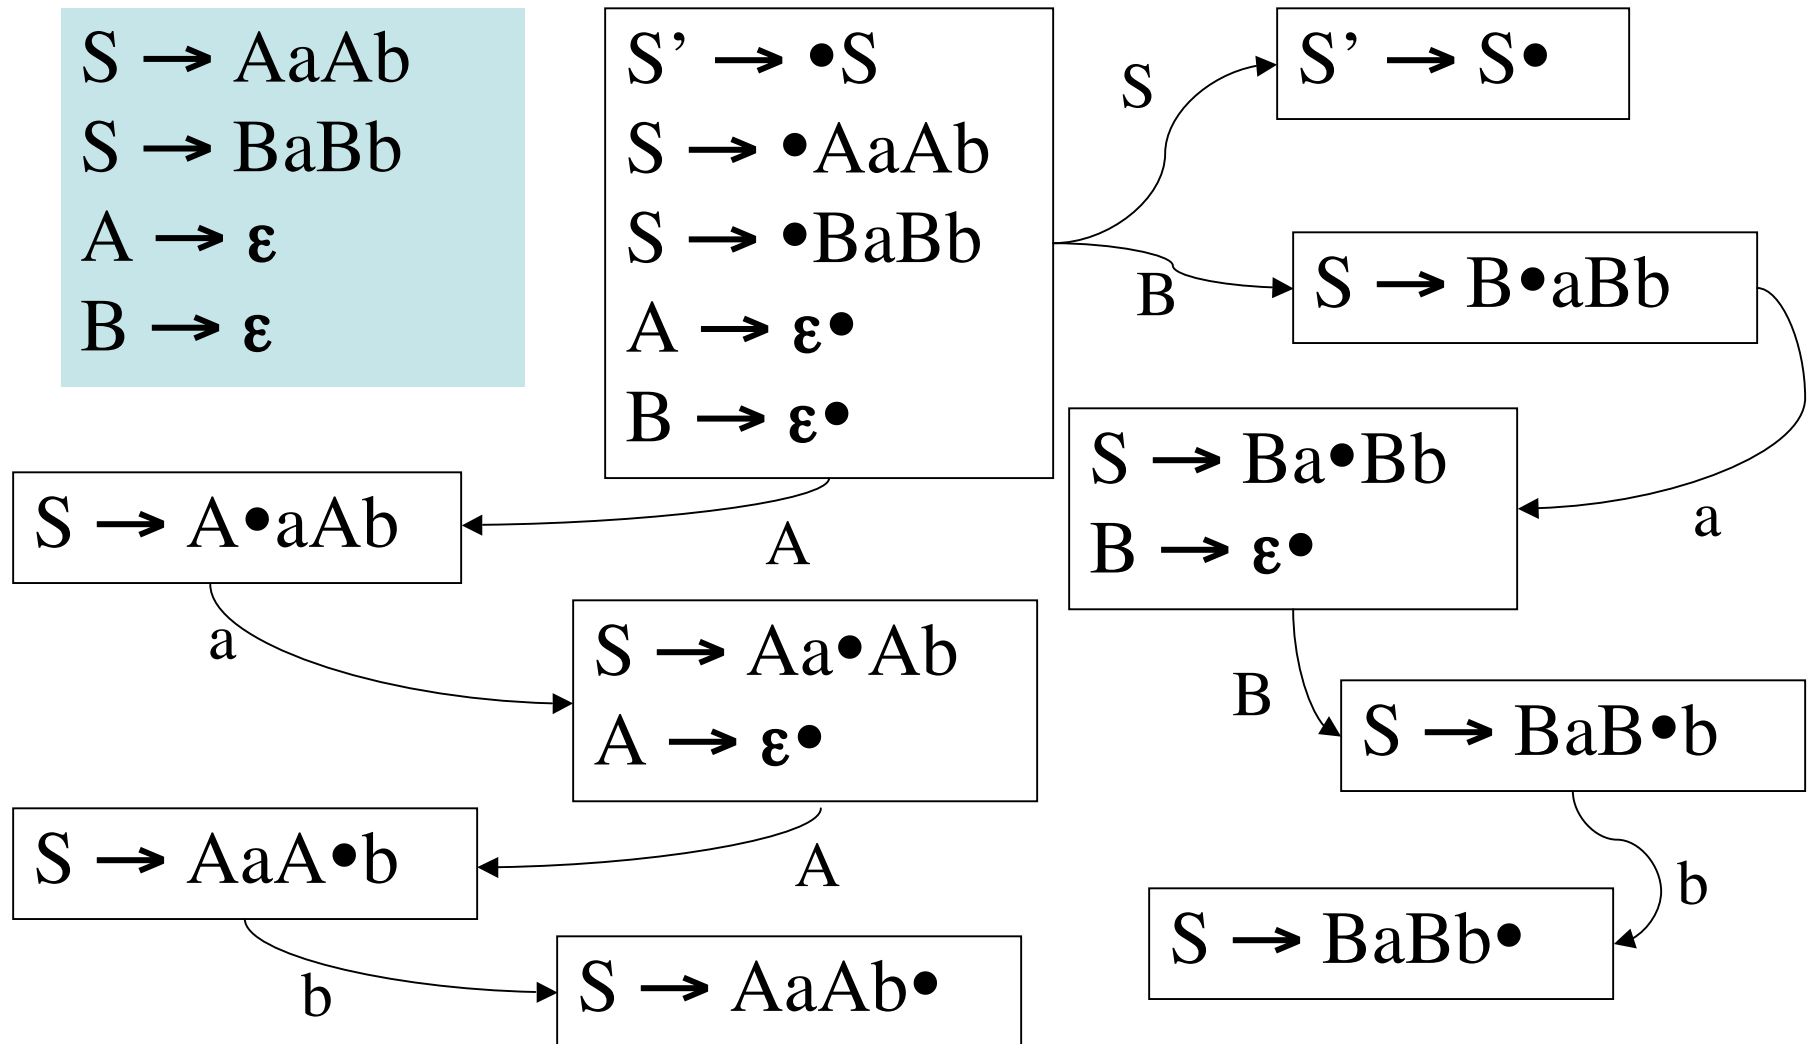 S → AaAb
S → BaBb
A → ε
B → ε
S’ → •S
S → •AaAb
S → •BaBb
A → ε•
B → ε•
S
S’ → S•
B
S → B•aBb
a
S → Ba•Bb
B → ε•
B
S → BaB•b
b
S → BaBb•
A
S → A•aAb
a
S → Aa•Ab
A → ε•
A
S → AaA•b
b
S → AaAb•